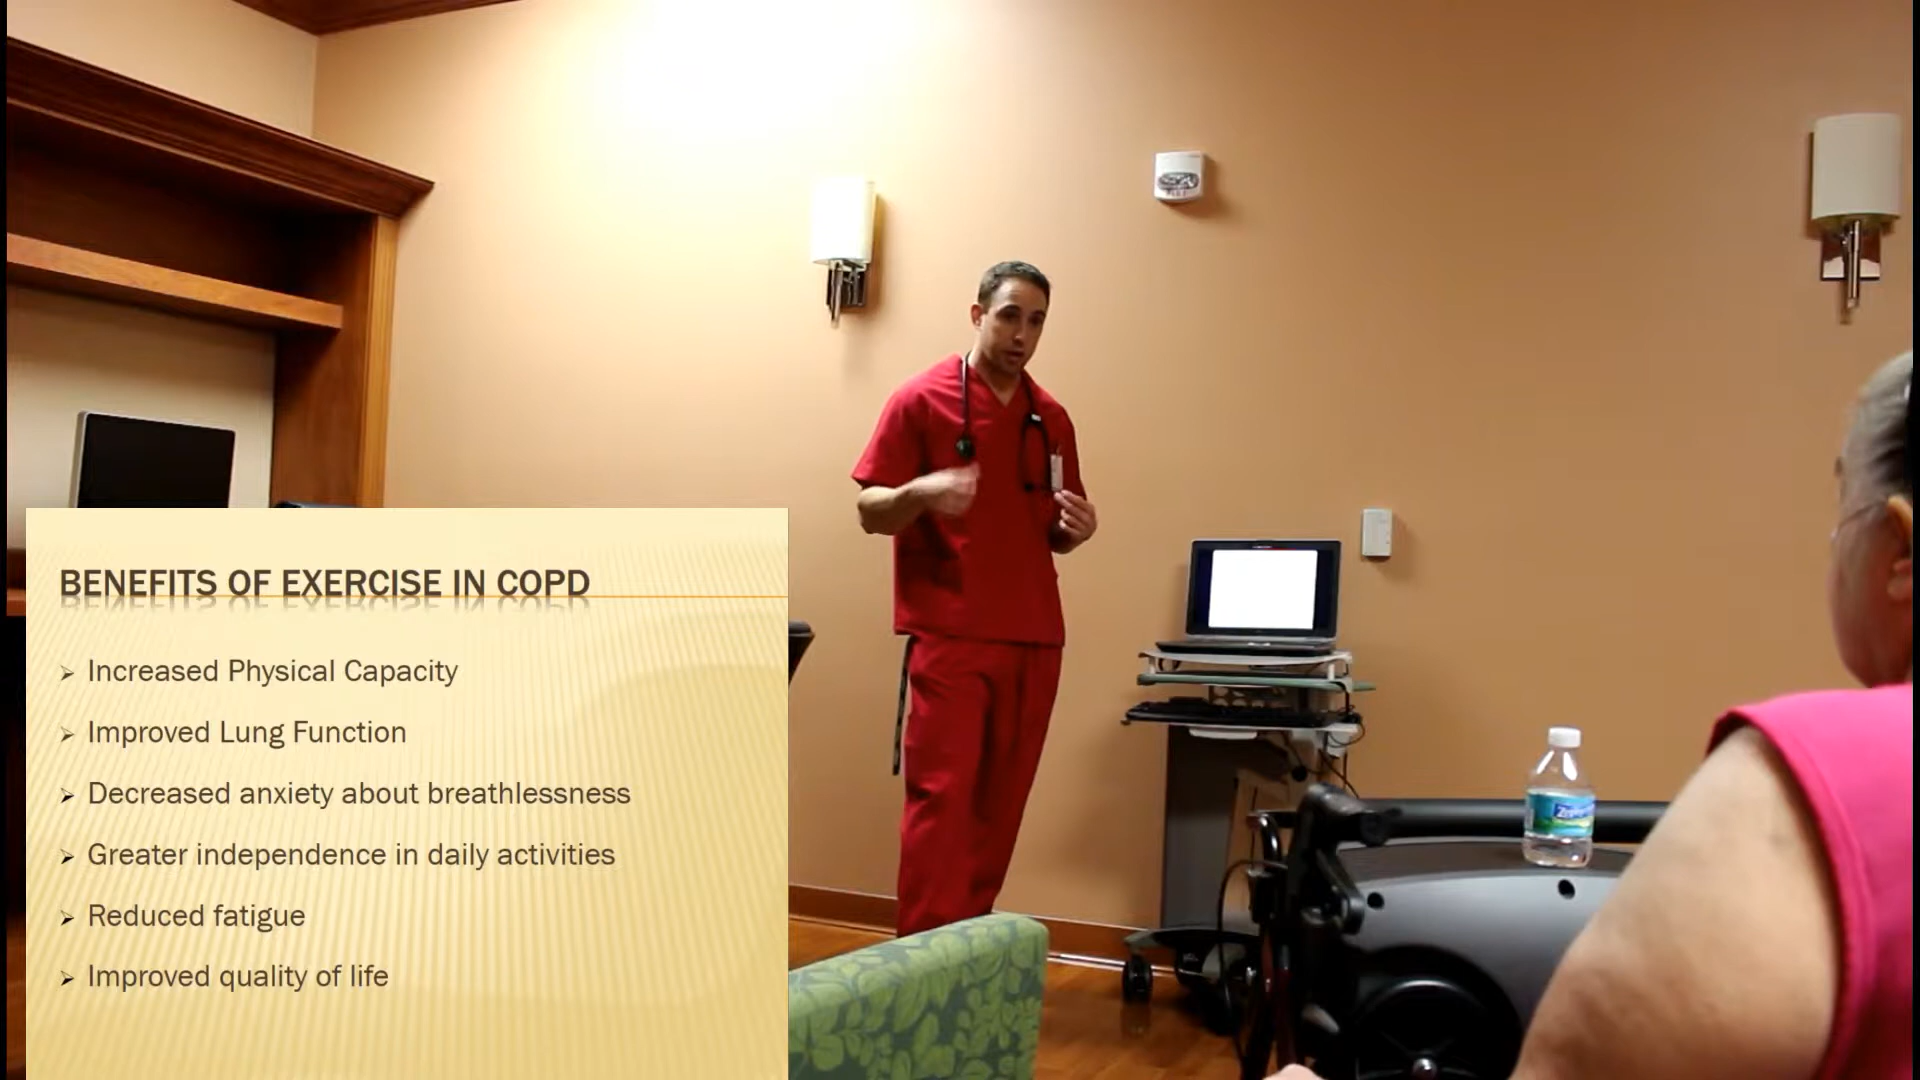 BENEFITS OF EXERCISE IN COPD
Increased Physical Capacity
Improved Lung Function
Decreased anxiety about breathlessness
Greater independence in daily activities
Reduced fatigue
Improved quality of life